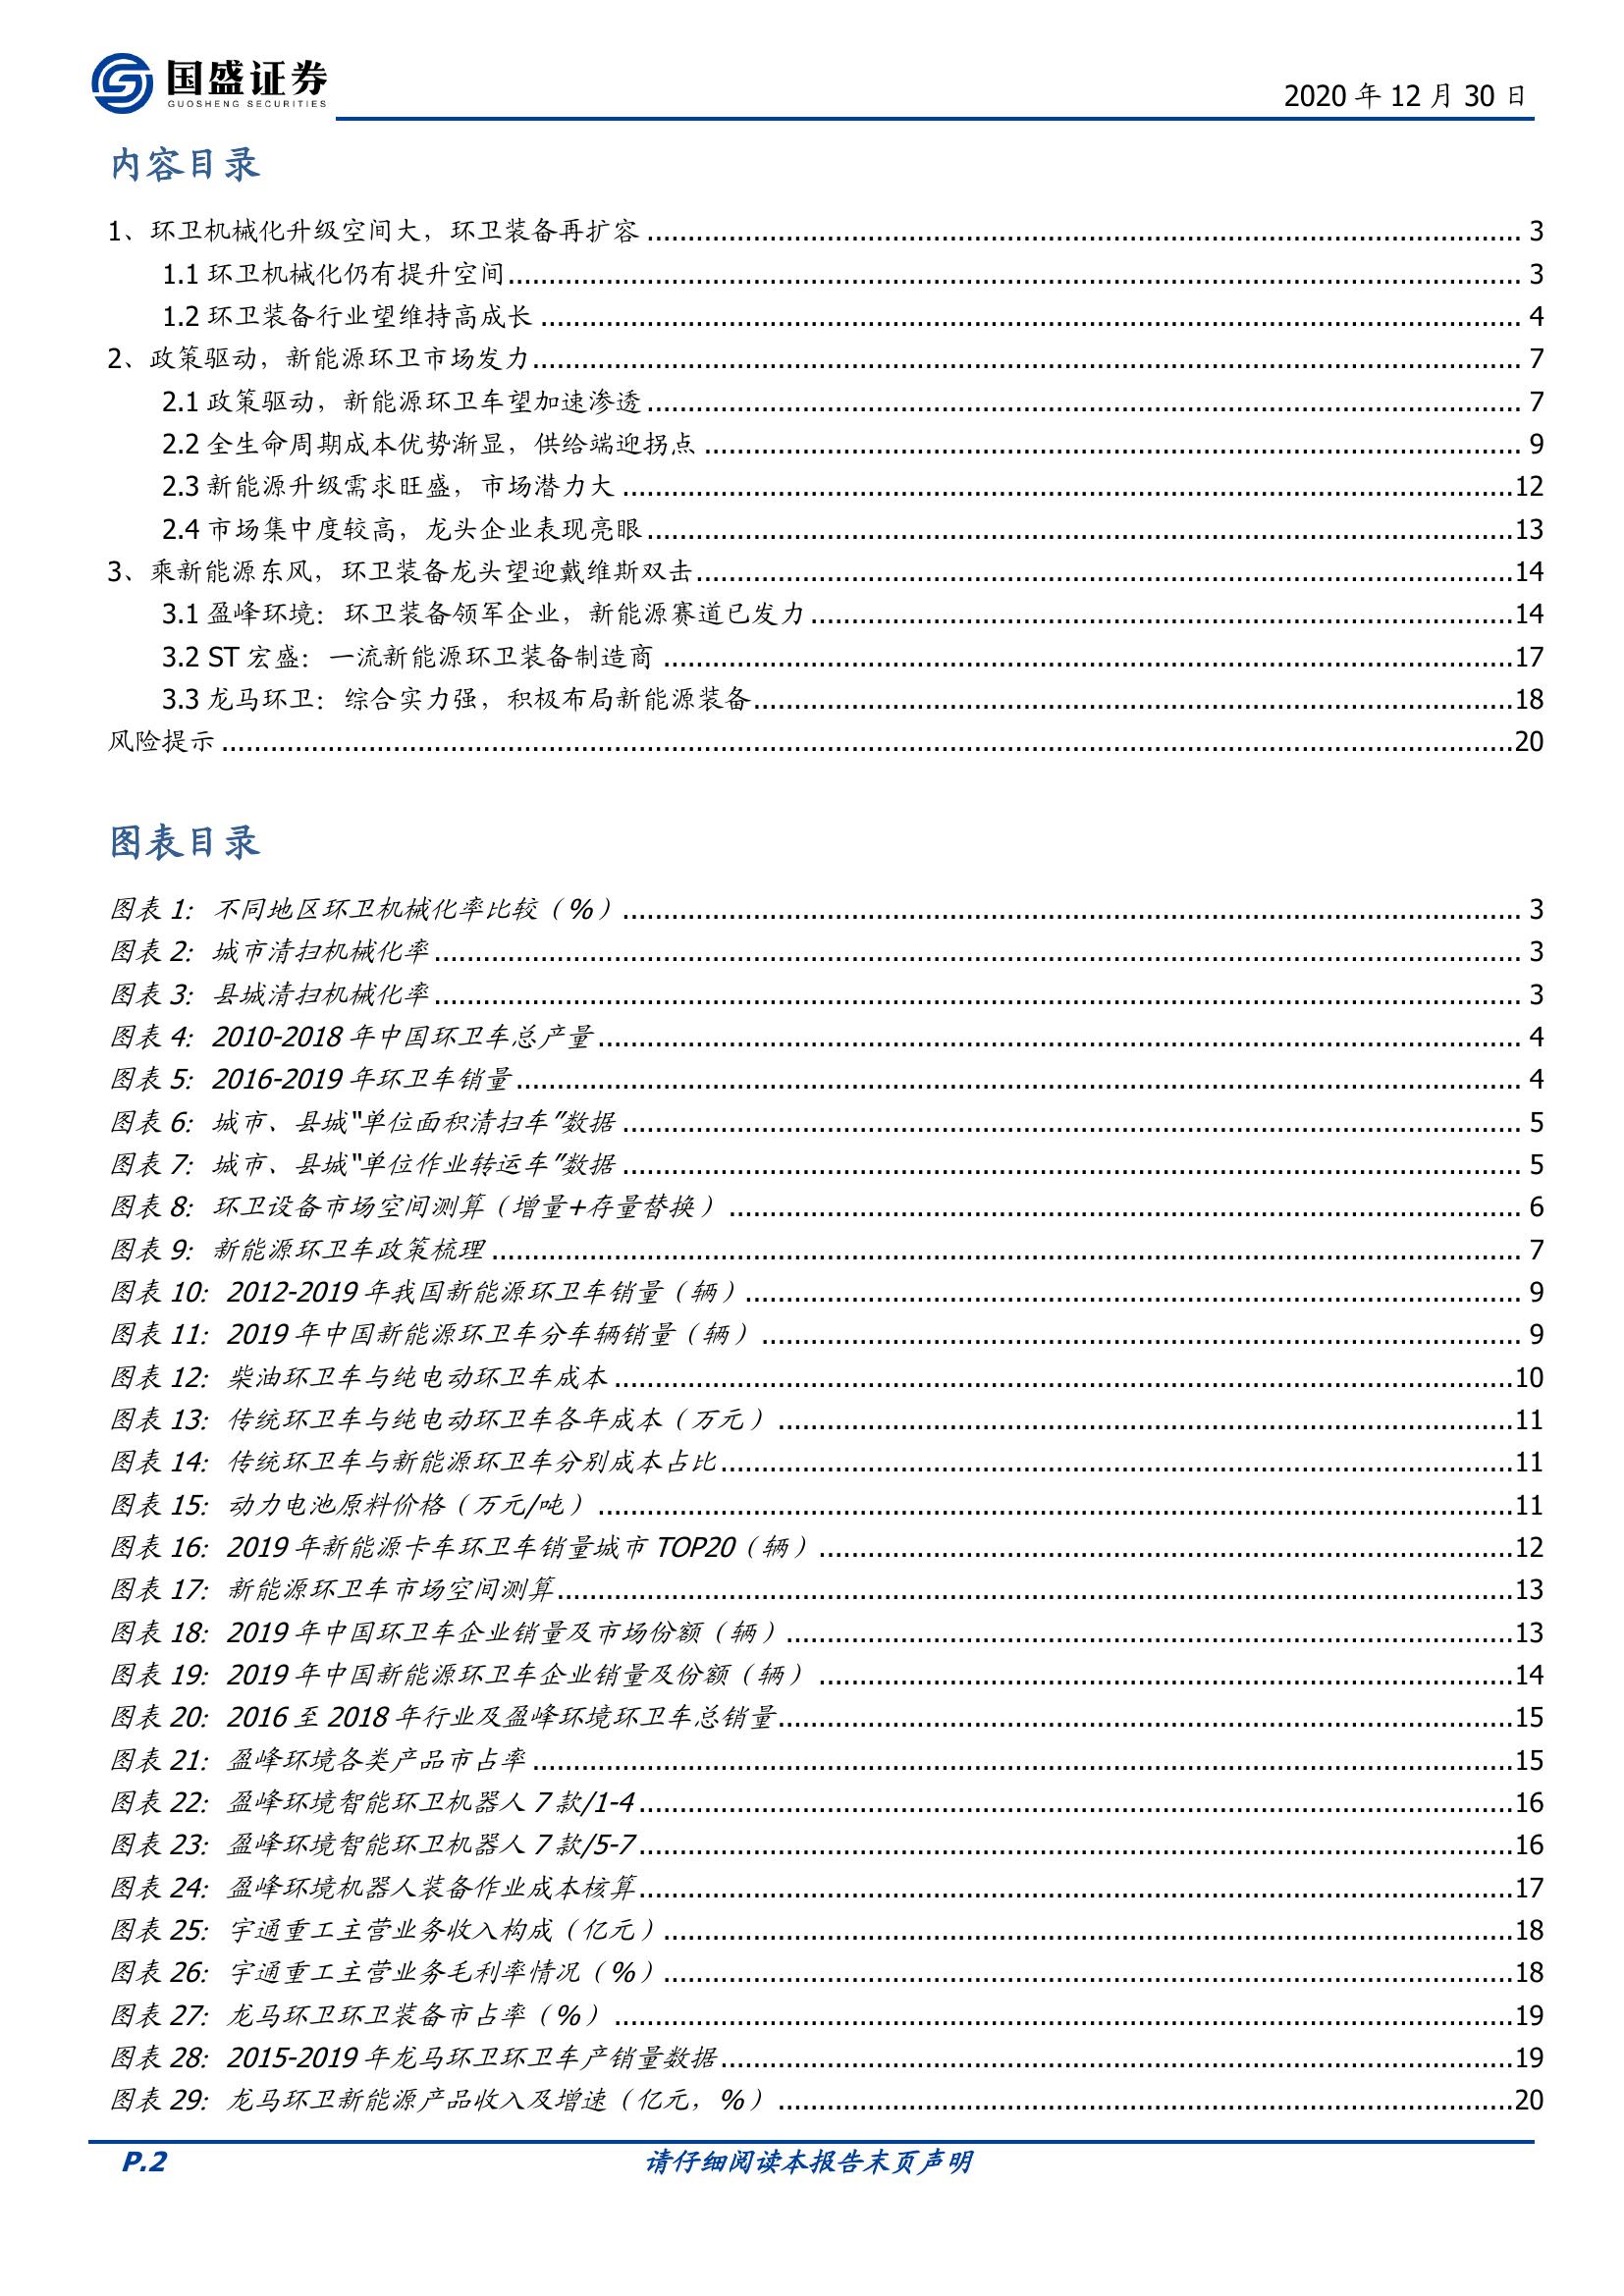 国盛证券
GUOSHENG SECURITIES
2020 年 12 月 30 日
内容目录
1、环卫机械化升级空间大，环卫装备再扩容 3
1.1 环卫机械化仍有提升空间 3
1.2 环卫装备行业望维持高成长 4
2、政策驱动，新能源环卫市场发力 7
2.1 政策驱动，新能源环卫车望加速渗透 7
2.2 全生命周期成本优势渐显，供给端迎拐点 9
2.3 新能源升级需求旺盛，市场潜力大 12
2.4 市场集中度较高，龙头企业表现亮眼 13
3、乘新能源东风，环卫装备龙头望迎戴维斯双击 14
3.1 盈峰环境：环卫装备领军企业，新能源赛道已发力 14
3.2 ST 宏盛：一流新能源环卫装备制造商 17
3.3 龙马环卫：综合实力强，积极布局新能源装备 18
风险提示 20
图表目录
图表 1：不同地区环卫机械化率比较（%） 3
图表 2：城市清扫机械化率 3
图表 3：县城清扫机械化率 3
图表 4：2010-2018 年中国环卫车总产量 4
图表 5：2016-2019 年环卫车销量 4
图表 6：城市、县城"单位面积清扫车"数据 5
图表 7：城市、县城"单位作业转运车"数据 5
图表 8：环卫设备市场空间测算（增量+存量替换） 6
图表 9：新能源环卫车政策梳理 7
图表 10：2012-2019 年我国新能源环卫车销量（辆） 9
图表 11：2019 年中国新能源环卫车分车辆销量（辆） 9
图表 12：柴油环卫车与纯电动环卫车成本 10
图表 13：传统环卫车与纯电动环卫车各年成本（万元） 11
图表 14：传统环卫车与新能源环卫车分别成本占比 11
图表 15：动力电池原料价格（万元/吨） 11
图表 16：2019 年新能源卡车环卫车销量城市 TOP20（辆） 12
图表 17：新能源环卫车市场空间测算 13
图表 18：2019 年中国环卫车企业销量及市场份额（辆） 13
图表 19：2019 年中国新能源环卫车企业销量及份额（辆） 14
图表 20：2016 至 2018 年行业及盈峰环境环卫车总销量 15
图表 21：盈峰环境各类产品市占率 15
图表 22：盈峰环境智能环卫机器人 7 款/1-4 16
图表 23：盈峰环境智能环卫机器人 7 款/5-7 16
图表 24：盈峰环境机器人装备作业成本核算 17
图表 25：宇通重工主营业务收入构成（亿元） 18
图表 26：宇通重工主营业务毛利率情况（%） 18
图表 27：龙马环卫环卫装备市占率（%） 19
图表 28：2015-2019 年龙马环卫环卫车产销量数据 19
图表 29：龙马环卫新能源产品收入及增速（亿元，%） 20
P.2 请仔细阅读本报告末页声明